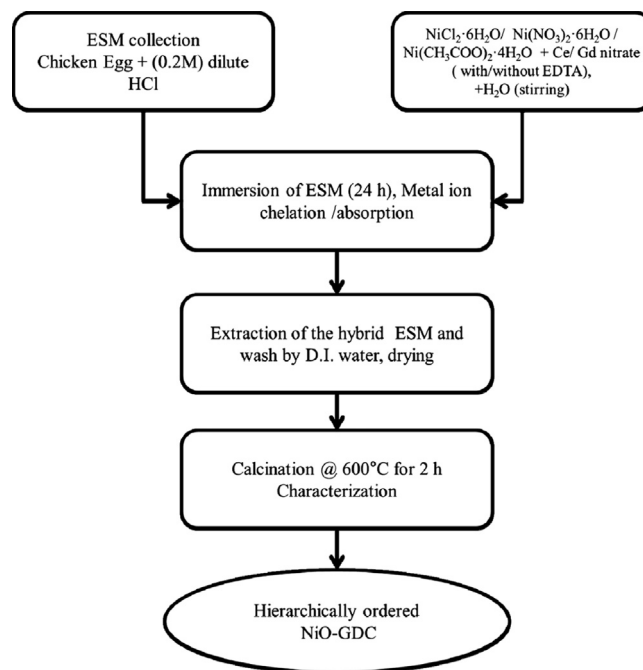 ESM collection
Chicken Egg + (0.2M) dilute
HCl
NiCl₂·6H₂O/ Ni(NO₃)₂·6H₂O /
Ni(CH₃COO)₂·4H₂O + Ce/ Gd nitrate
( with/without EDTA),
+H₂O (stirring)
Immersion of ESM (24 h), Metal ion
chelation /absorption
Extraction of the hybrid ESM and
wash by D.I. water, drying
Calcination @ 600°C for 2 h
Characterization
Hierarchically ordered
NiO-GDC